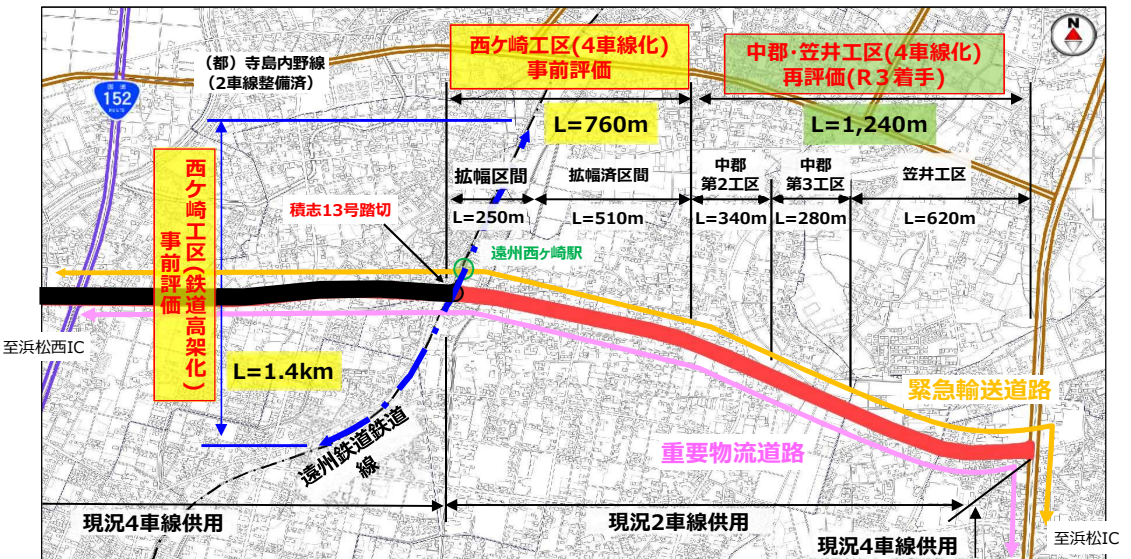 西ケ崎工区(4車線化)
事前評価
中郡・笠井工区(4車線化)
再評価(R3着手)
N
（都）寺島内野線
（2車線整備済）
国道
152
ROUTE
L=760m
L=1,240m
拡幅区間
拡幅済区間
中郡
第2工区
中郡
第3工区
笠井工区
L=250m
L=510m
L=340m
L=280m
L=620m
西ケ崎工区(鉄道高架化)
事前評価
積志13号踏切
遠州西ヶ崎駅
至浜松西IC
L=1.4km
緊急輸送道路
重要物流道路
遠州鉄道鉄道
線
現況4車線供用
現況2車線供用
現況4車線供用
至浜松IC